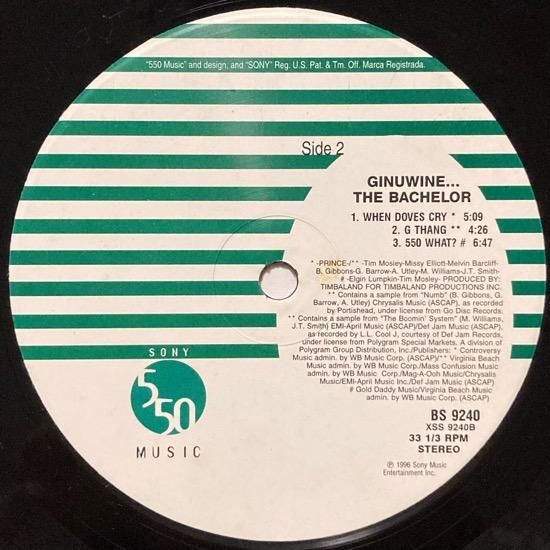 "550 Music" and design, and "SONY" Reg. U.S. Pat. & Tm. Off. Marca Registrada.
Side 2
GINUWINE...
THE BACHELOR
1. WHEN DOVES CRY * 5:09
2. G THANG ** 4:26
3. 550 WHAT? # 6:47
* -PRINCE-/** -Tim Mosley-Missy Elliott-Melvin Barcliff-
B. Gibbons-G. Barrow-A. Utley-M. Williams-J.T. Smith-
# -Elgin Lumpkin-Tim Mosley- PRODUCED BY:
TIMBALAND FOR TIMBALAND PRODUCTIONS INC.
** Contains a sample from "Numb" (B. Gibbons, G.
Barrow, A. Utley) Chrysalis Music (ASCAP), as recorded
by Portishead, under license from Go Disc Records.
** Contains a sample from "The Boomin' System" (M. Williams,
J.T. Smith) EMI-April Music (ASCAP)/Def Jam Music (ASCAP),
as recorded by L.L. Cool J, courtesy of Def Jam Records,
under license from Polygram Special Markets. A division of
Polygram Group Distribution, Inc./Publishers: * Controversy
Music admin. by WB Music Corp. (ASCAP)/** Virginia Beach
Music admin. by WB Music Corp./Mass Confusion Music
admin. by WB Music Corp./Mag-A-Ooh Music/Chrysalis
Music/EMI-April Music Inc./Def Jam Music (ASCAP)
# Gold Daddy Music/Virginia Beach Music
admin. by WB Music Corp. (ASCAP)
BS 9240
XSS 9240B
33 1/3 RPM
STEREO
℗ 1996 Sony Music
Entertainment Inc.
SONY
550
MUSIC